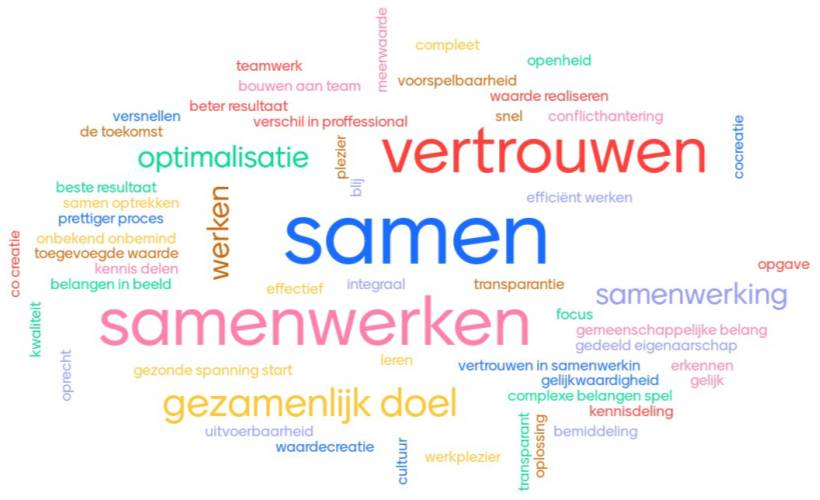 compleet
meerwaarde
openheid
teamwerk
bouwen aan team
voorspelbaarheid
waarde realiseren
beter resultaat
versnellen
verschil in proffessional
snel
conflicthantering
de toekomst
plezier
vertrouwen
cocreatie
optimalisatie
blij
beste resultaat
werken
efficiënt werken
samen optrekken
prettiger proces
samen
onbekend onbemind
co creatie
toegevoegde waarde
kennis delen
opgave
belangen in beeld
effectief
integraal
transparantie
samenwerking
samenwerken
focus
kwaliteit
gemeenschappelijke belang
gedeeld eigenaarschap
oprecht
leren
gezonde spanning start
vertrouwen in samenwerkin
erkennen
gelijkwaardigheid
gelijk
gezamenlijk doel
complexe belangen spel
kennisdeling
uitvoerbaarheid
transparant
oplossing
bemiddeling
waardecreatie
cultuur
werkplezier